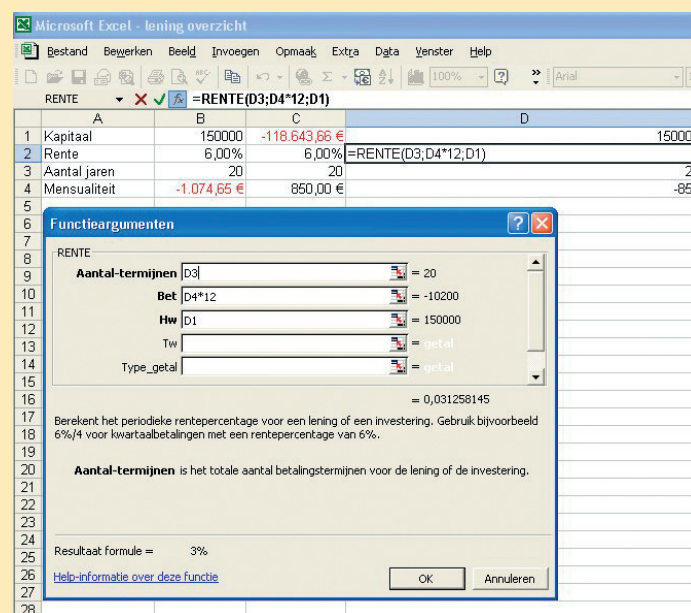 Microsoft Excel - lening overzicht
Bestand Bewerken Beeld Invoegen Opmaak Extra Data Venster Help
100% Arial
RENTE =RENTE(D3;D4*12;D1)
A B C D
1 Kapitaal 150000 -118.643,66 € 15000
2 Rente 6,00% 6,00% =RENTE(D3;D4*12;D1)
3 Aantal jaren 20 20 2
4 Mensualiteit -1.074,65 € 850,00 € -85
5
6
7
8
9
10
11
12
13
14
15
16
17
18
19
20
21
22
23
24
25
26
27
28
Functieargumenten
RENTE
Aantal-termijnen D3 = 20
Bet D4*12 = -10200
Hw D1 = 150000
Tw = getal
Type_getal = getal
= 0,031258145
Berekent het periodieke rentepercentage voor een lening of een investering. Gebruik bijvoorbeeld
6%/4 voor kwartaalbetalingen met een rentepercentage van 6%.
Aantal-termijnen is het totale aantal betalingstermijnen voor de lening of de investering.
Resultaat formule = 3%
Help-informatie over deze functie OK Annuleren